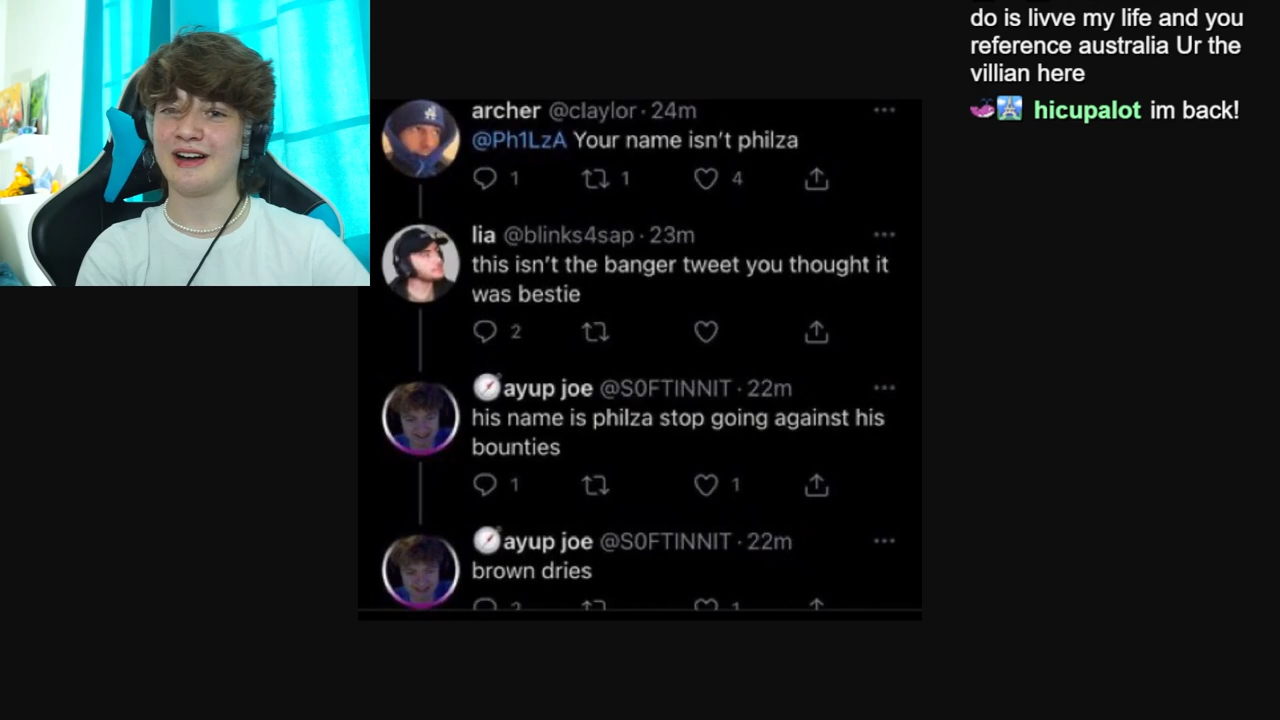 do is livve my life and you
reference australia Ur the
villian here
hicupalot im back!
archer @claylor · 24m
@Ph1LzA Your name isn't philza
1 1 4
lia @blinks4sap · 23m
this isn't the banger tweet you thought it
was bestie
2
ayup joe @S0FTINNIT · 22m
his name is philza stop going against his
bounties
1 1
ayup joe @S0FTINNIT · 22m
brown dries
2 1